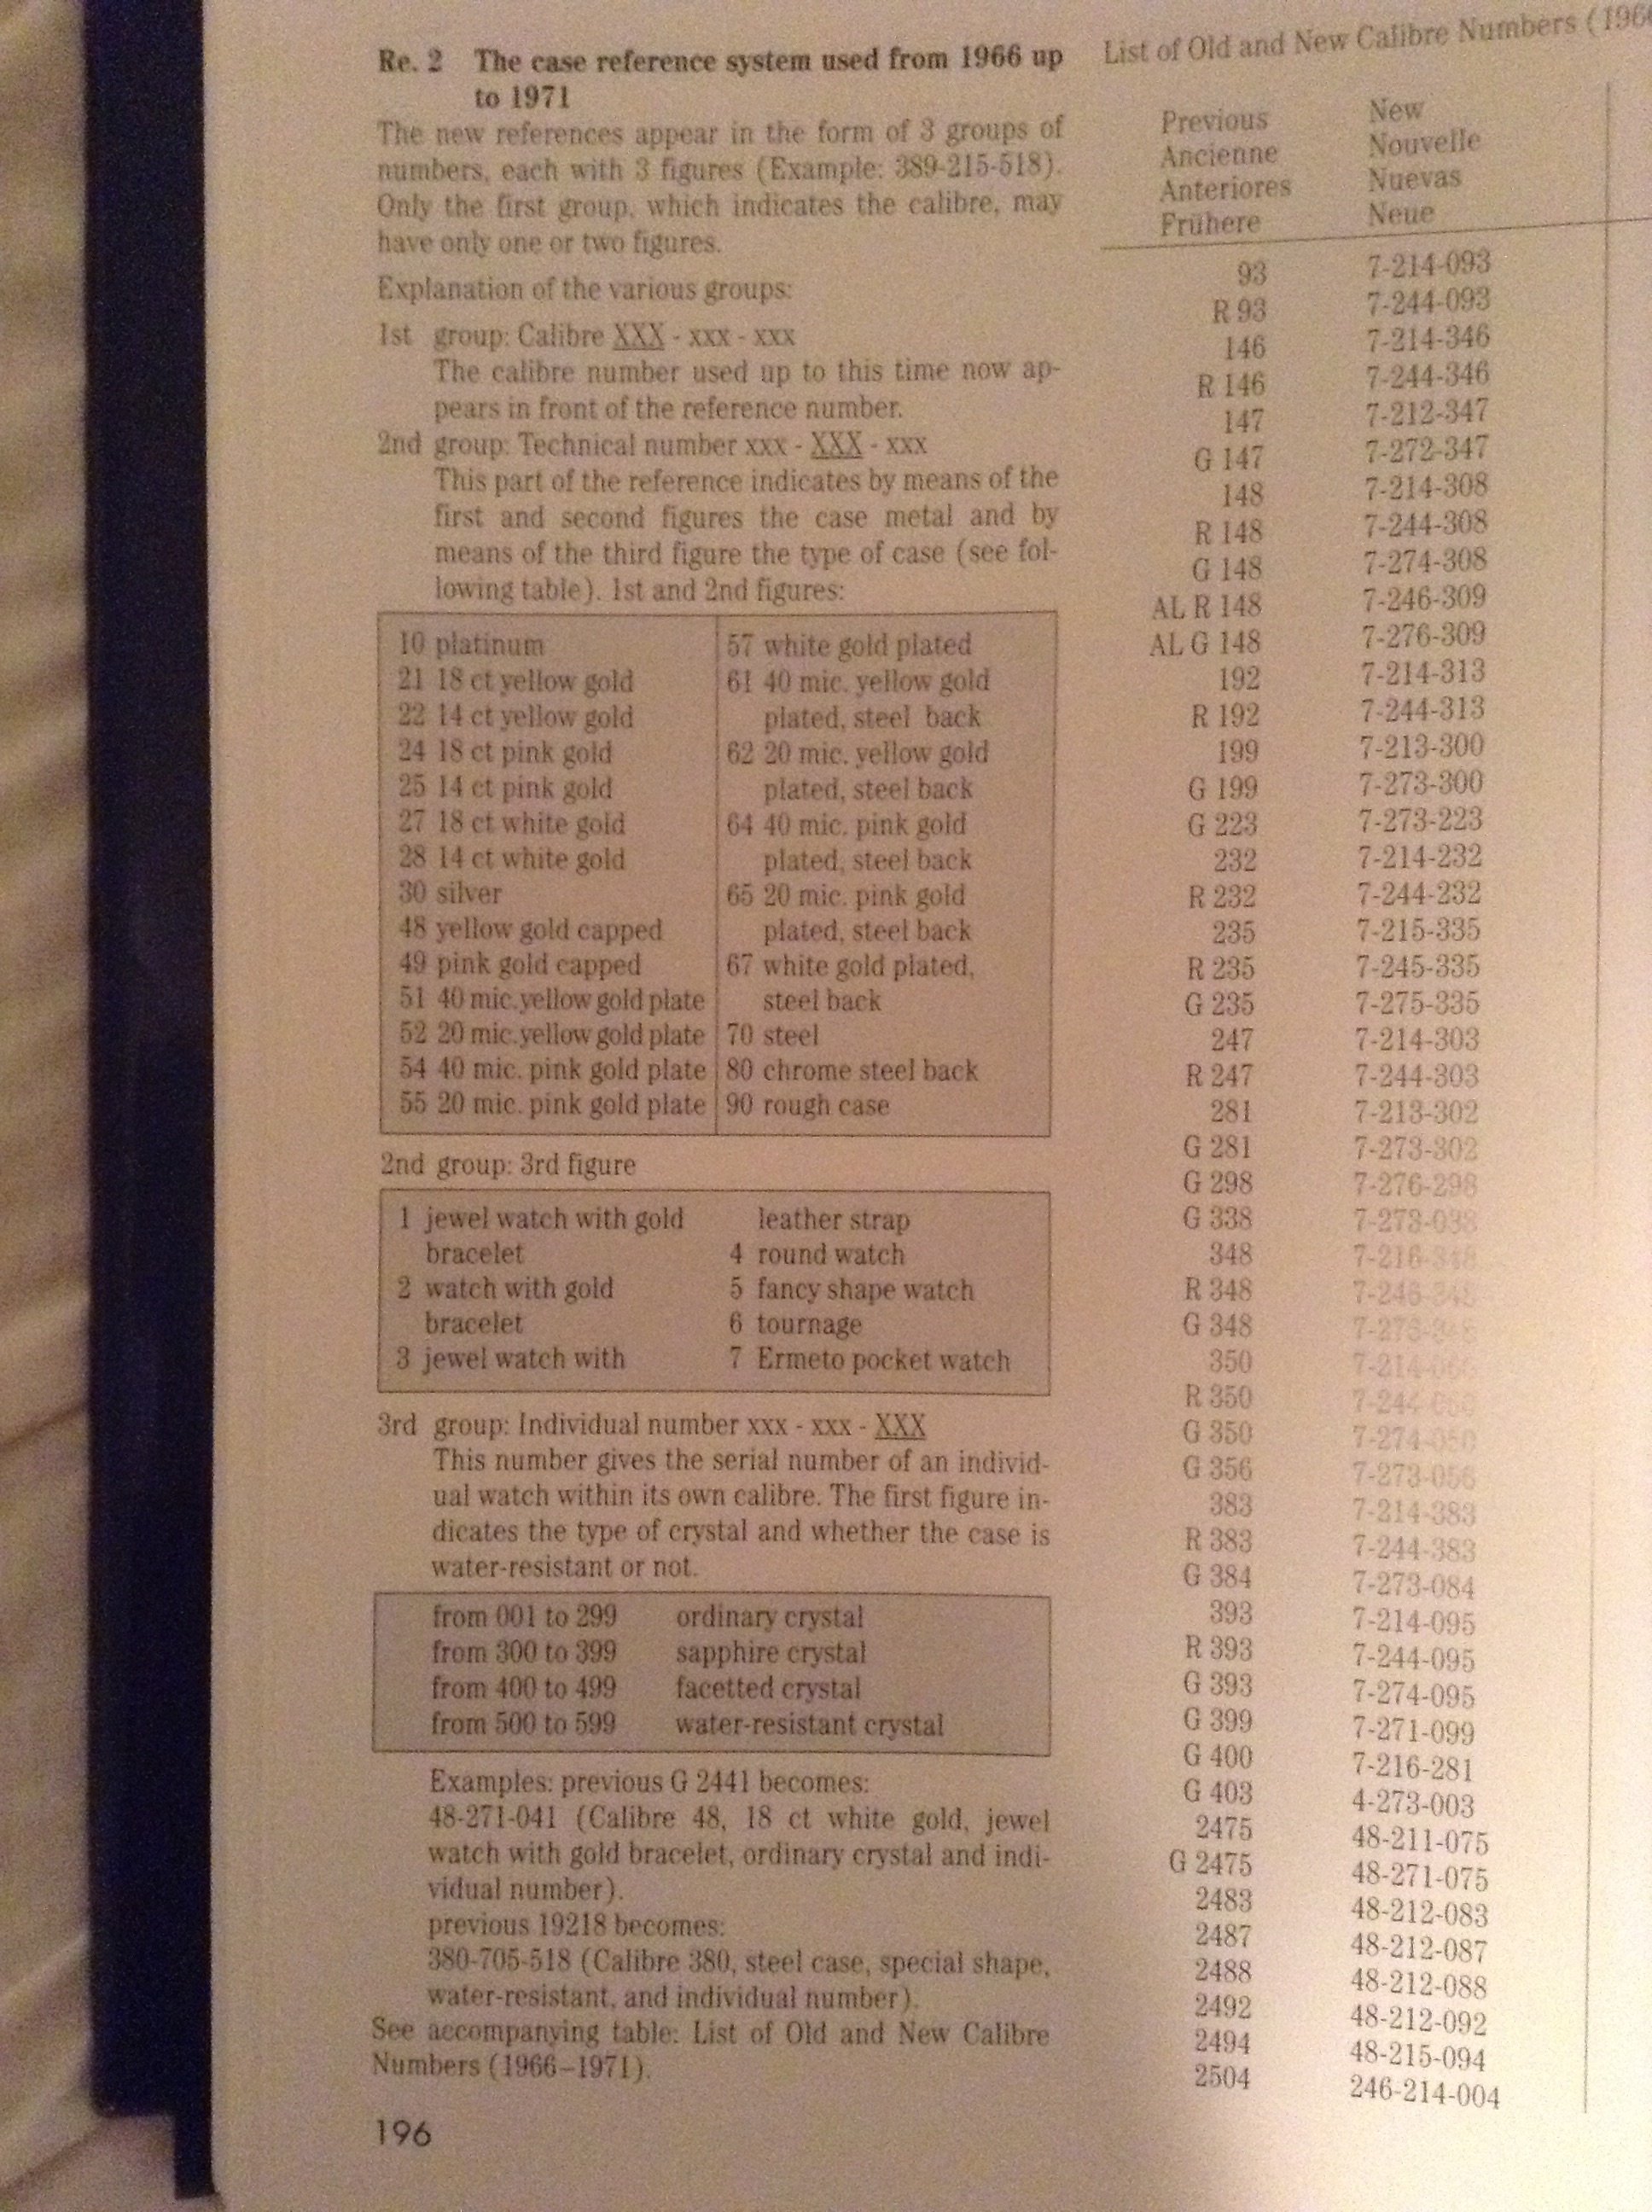 Re. 2 The case reference system used from 1966 up
to 1971
The new references appear in the form of 3 groups of
numbers, each with 3 figures (Example: 389-215-518).
Only the first group, which indicates the calibre, may
have only one or two figures.
Explanation of the various groups:
1st group: Calibre XXX - xxx - xxx
The calibre number used up to this time now ap-
pears in front of the reference number.
2nd group: Technical number xxx - XXX - xxx
This part of the reference indicates by means of the
first and second figures the case metal and by
means of the third figure the type of case (see fol-
lowing table). 1st and 2nd figures:
10 platinum
21 18 ct yellow gold
22 14 ct yellow gold
24 18 ct pink gold
25 14 ct pink gold
27 18 ct white gold
28 14 ct white gold
30 silver
48 yellow gold capped
49 pink gold capped
51 40 mic. yellow gold plate
52 20 mic. yellow gold plate
54 40 mic. pink gold plate
55 20 mic. pink gold plate
57 white gold plated
61 40 mic. yellow gold
plated, steel back
62 20 mic. yellow gold
plated, steel back
64 40 mic. pink gold
plated, steel back
65 20 mic. pink gold
plated, steel back
67 white gold plated,
steel back
70 steel
80 chrome steel back
90 rough case
2nd group: 3rd figure
1 jewel watch with gold
bracelet
2 watch with gold
bracelet
3 jewel watch with
leather strap
4 round watch
5 fancy shape watch
6 tournage
7 Ermeto pocket watch
3rd group: Individual number xxx - xxx - XXX
This number gives the serial number of an individ-
ual watch within its own calibre. The first figure in-
dicates the type of crystal and whether the case is
water-resistant or not.
from 001 to 299 ordinary crystal
from 300 to 399 sapphire crystal
from 400 to 499 facetted crystal
from 500 to 599 water-resistant crystal
Examples: previous G 2441 becomes:
48-271-041 (Calibre 48, 18 ct white gold, jewel
watch with gold bracelet, ordinary crystal and indi-
vidual number).
previous 19218 becomes:
380-705-518 (Calibre 380, steel case, special shape,
water-resistant, and individual number).
See accompanying table: List of Old and New Calibre
Numbers (1966–1971).
196
List of Old and New Calibre Numbers (196
Previous New
Ancienne Nouvelle
Anteriores Nuevas
Frühere Neue
93 7-214-093
R 93 7-244-093
146 7-214-346
R 146 7-244-346
147 7-212-347
G 147 7-272-347
148 7-214-308
R 148 7-244-308
G 148 7-274-308
AL R 148 7-246-309
AL G 148 7-276-309
192 7-214-313
R 192 7-244-313
199 7-213-300
G 199 7-273-300
G 223 7-273-223
232 7-214-232
R 232 7-244-232
235 7-215-335
R 235 7-245-335
G 235 7-275-335
247 7-214-303
R 247 7-244-303
281 7-213-302
G 281 7-273-302
G 298 7-276-298
G 338 7-273-038
348 7-216-348
R 348 7-246-348
G 348
350
R 350
G 350 7-274-050
G 356 7-273-056
383 7-214-383
R 383 7-244-383
G 384 7-273-084
393 7-214-095
R 393 7-244-095
G 393 7-274-095
G 399 7-271-099
G 400 7-216-281
G 403 4-273-003
2475 48-211-075
G 2475 48-271-075
2483 48-212-083
2487 48-212-087
2488 48-212-088
2492 48-212-092
2494 48-215-094
2504 246-214-004